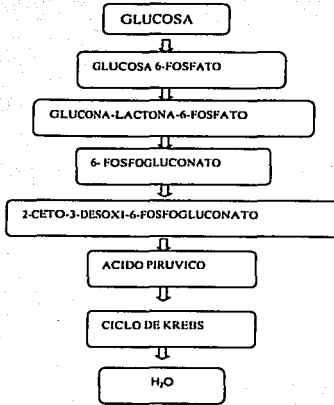 GLUCOSA
GLUCOSA 6-FOSFATO
GLUCONA-LACTONA-6-FOSFATO
6- FOSFOGLUCONATO
2-CETO-3-DESOXI-6-FOSFOGLUCONATO
ACIDO PIRUVICO
CICLO DE KREBS
H₂O